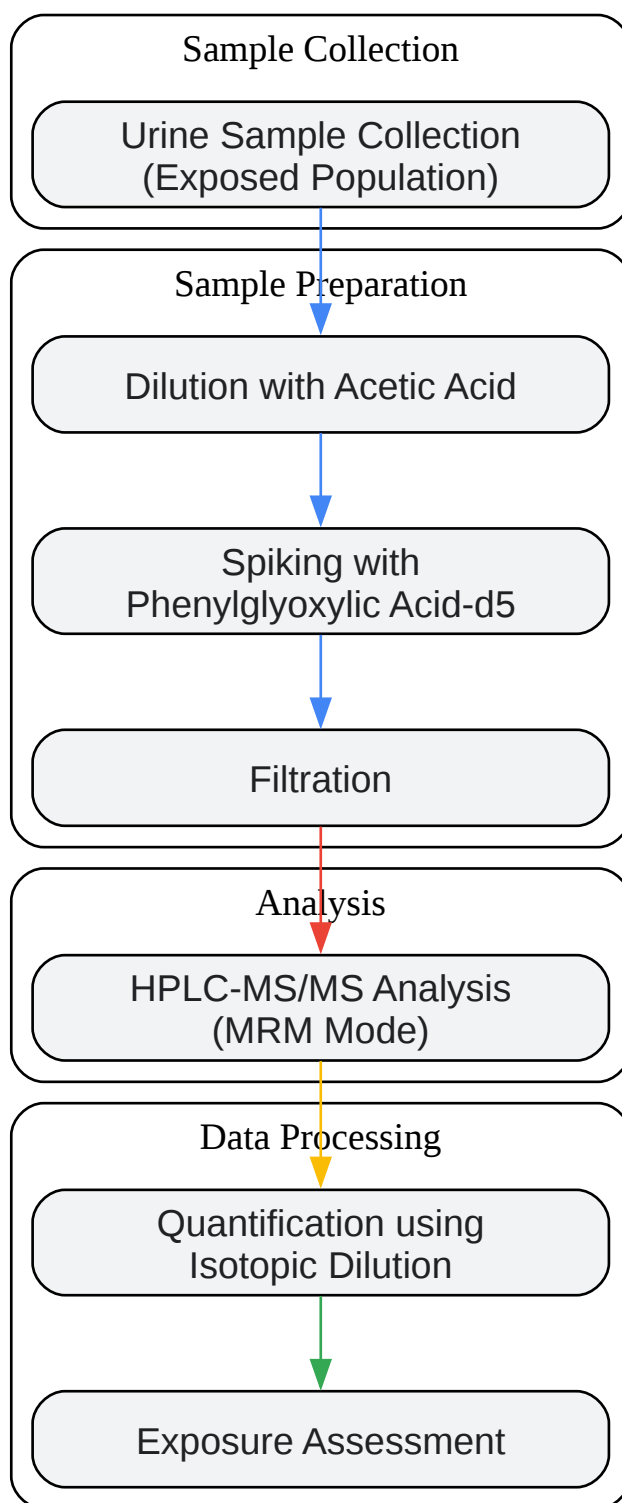 Sample Collection
Urine Sample Collection
(Exposed Population)
Sample Preparation
Dilution with Acetic Acid
Spiking with
Phenylglyoxylic Acid-d5
Filtration
Analysis
HPLC-MS/MS Analysis
(MRM Mode)
Data Processing
Quantification using
Isotopic Dilution
Exposure Assessment